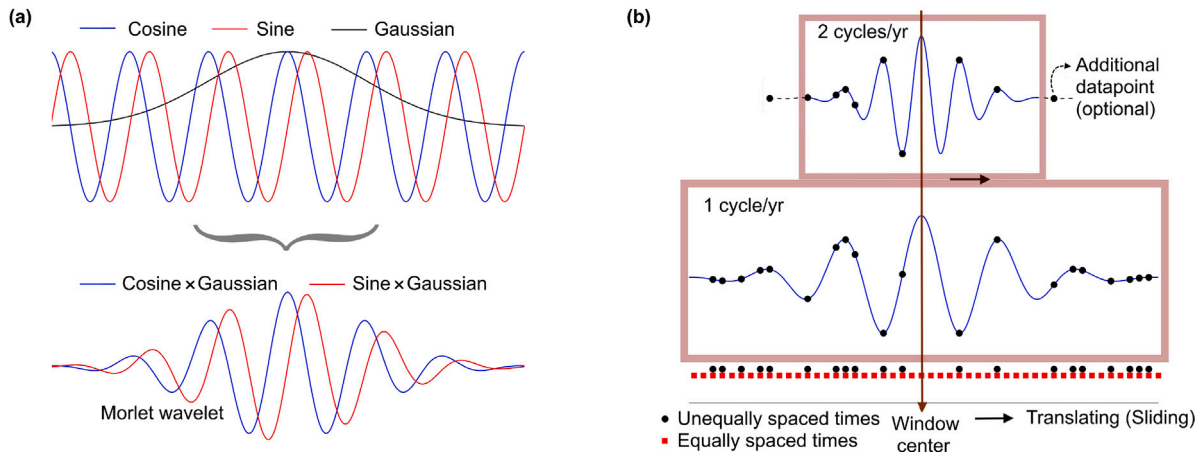 (a)
Cosine Sine Gaussian
Cosine×Gaussian Sine×Gaussian
Morlet wavelet
(b)
2 cycles/yr
Additional
datapoint
(optional)
1 cycle/yr
Unequally spaced times
Equally spaced times
Window
center
Translating (Sliding)